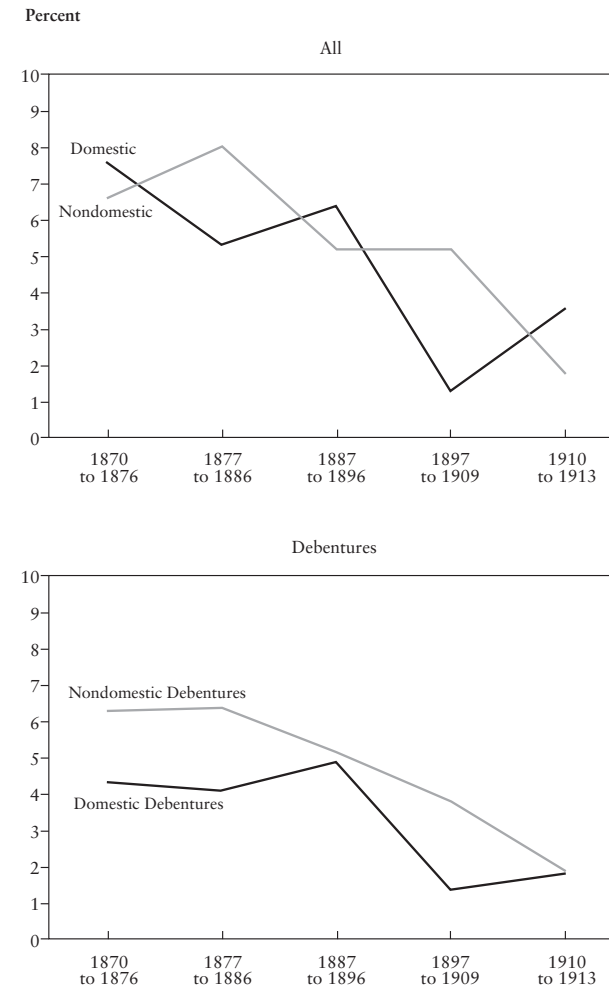 Percent
All
10
9
8
Domestic
7
Nondomestic
6
5
4
3
2
1
0
1870 1877 1887 1897 1910
to 1876 to 1886 to 1896 to 1909 to 1913
Debentures
10
9
8
7
Nondomestic Debentures
6
5
4
Domestic Debentures
3
2
1
0
1870 1877 1887 1897 1910
to 1876 to 1886 to 1896 to 1909 to 1913